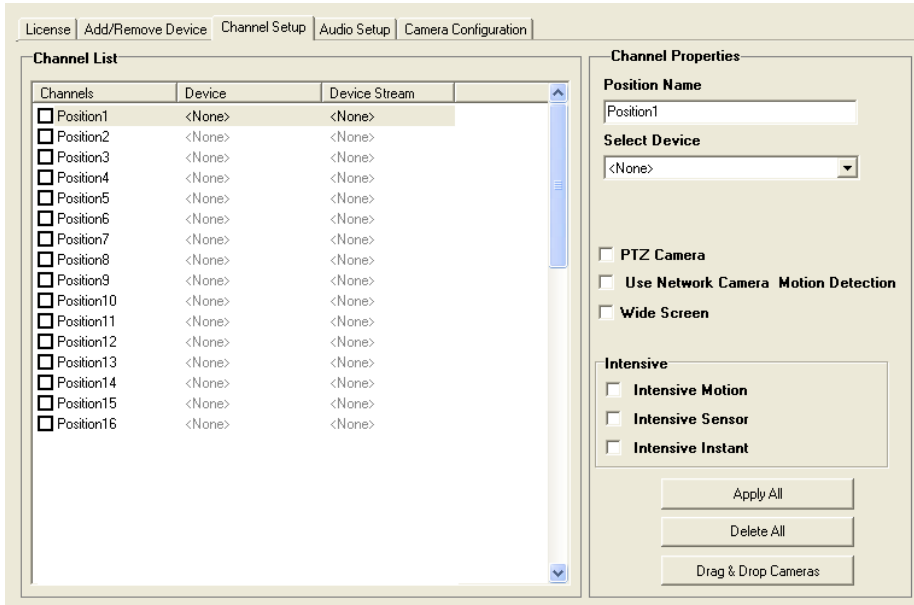 License Add/Remove Device Channel Setup Audio Setup Camera Configuration
Channel List
Channels Device Device Stream
Position1 <None> <None>
Position2 <None> <None>
Position3 <None> <None>
Position4 <None> <None>
Position5 <None> <None>
Position6 <None> <None>
Position7 <None> <None>
Position8 <None> <None>
Position9 <None> <None>
Position10 <None> <None>
Position11 <None> <None>
Position12 <None> <None>
Position13 <None> <None>
Position14 <None> <None>
Position15 <None> <None>
Position16 <None> <None>
Channel Properties
Position Name
Position1
Select Device
<None>
PTZ Camera
Use Network Camera Motion Detection
Wide Screen
Intensive
Intensive Motion
Intensive Sensor
Intensive Instant
Apply All
Delete All
Drag & Drop Cameras